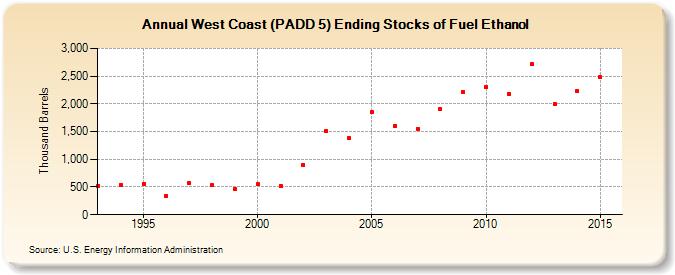 Annual West Coast (PADD 5) Ending Stocks of Fuel Ethanol
Thousand Barrels
3,000
2,500
2,000
1,500
1,000
500
0
1995 2000 2005 2010 2015
Source: U.S. Energy Information Administration